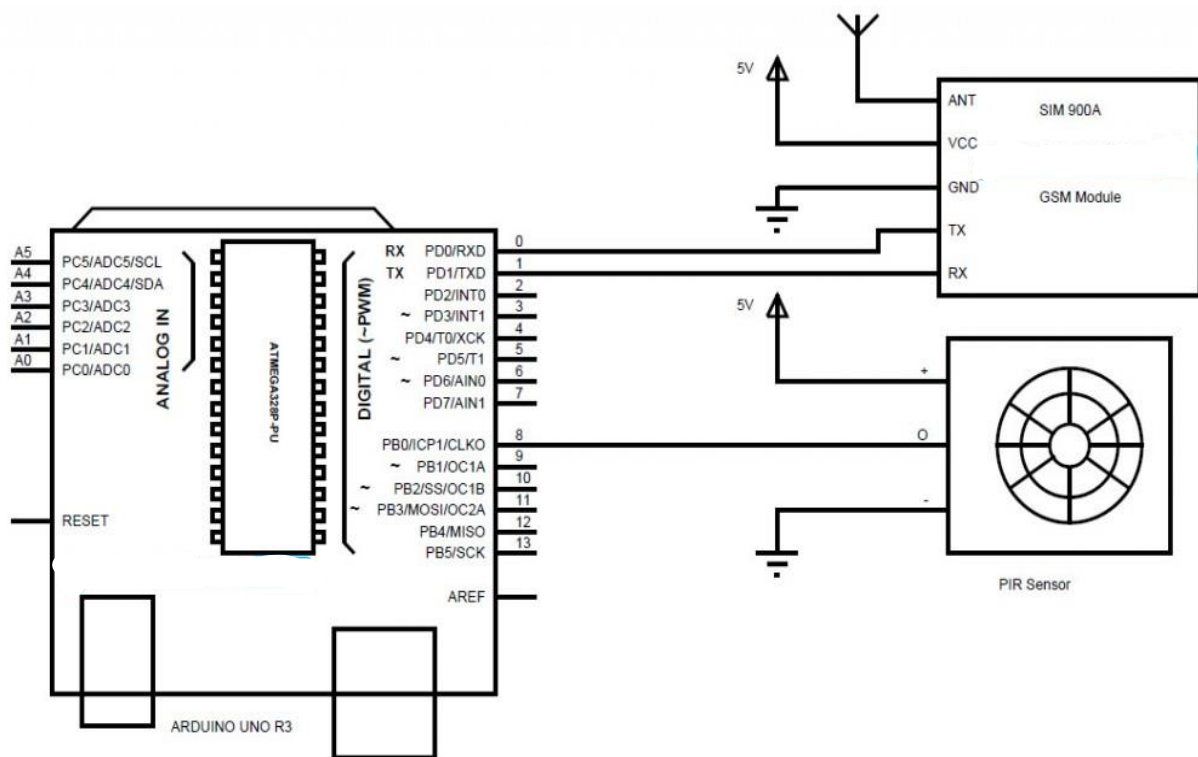 5V
ANT
SIM 900A
VCC
GND
GSM Module
TX
RX
A5
A4
A3
A2
A1
A0
PC5/ADC5/SCL
PC4/ADC4/SDA
PC3/ADC3
PC2/ADC2
PC1/ADC1
PC0/ADC0
ANALOG IN
RESET
ATMEGA328P-PU
DIGITAL (~PWM)
RX PD0/RXD 0
TX PD1/TXD 1
PD2/INT0 2
~ PD3/INT1 3
PD4/T0/XCK 4
~ PD5/T1 5
~ PD6/AIN0 6
PD7/AIN1 7
PB0/ICP1/CLKO 8
~ PB1/OC1A 9
~ PB2/SS/OC1B 10
~ PB3/MOSI/OC2A 11
PB4/MISO 12
PB5/SCK 13
AREF
ARDUINO UNO R3
5V
+
O
-
PIR Sensor